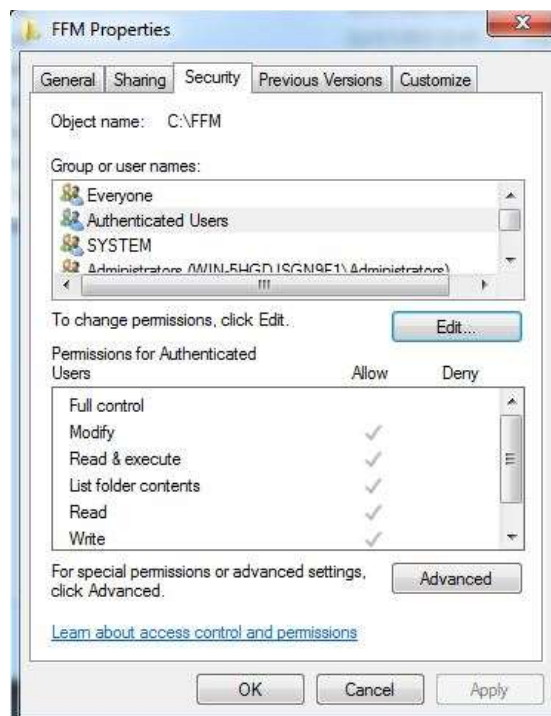 FFM Properties
General Sharing Security Previous Versions Customize
Object name: C:\FFM
Group or user names:
Everyone
Authenticated Users
SYSTEM
Administrators \Administrators)
To change permissions, click Edit.
Edit...
Permissions for Authenticated
Users Allow Deny
Full control
Modify
Read & execute
List folder contents
Read
Write
For special permissions or advanced settings,
click Advanced.
Advanced
Learn about access control and permissions
OK Cancel Apply